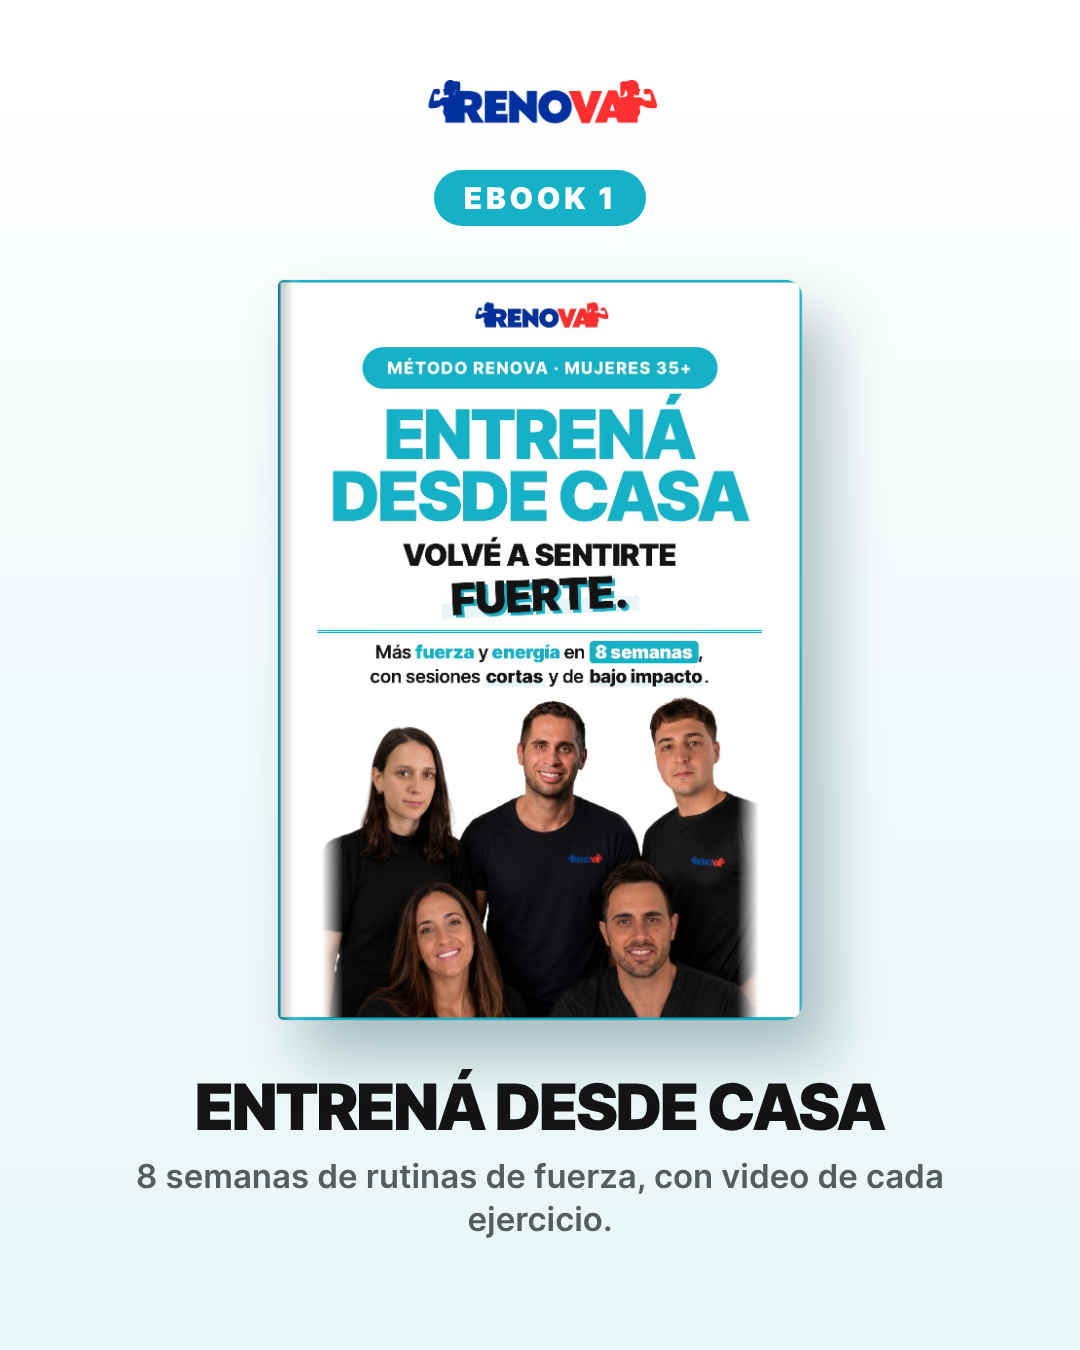 RENOVA
EBOOK 1
RENOVA
MÉTODO RENOVA · MUJERES 35+
ENTRENÁ
DESDE CASA
VOLVÉ A SENTIRTE
FUERTE.
Más fuerza y energía en 8 semanas,
con sesiones cortas y de bajo impacto.
RENOVA
RENOVA
ENTRENÁ DESDE CASA
8 semanas de rutinas de fuerza, con video de cada
ejercicio.